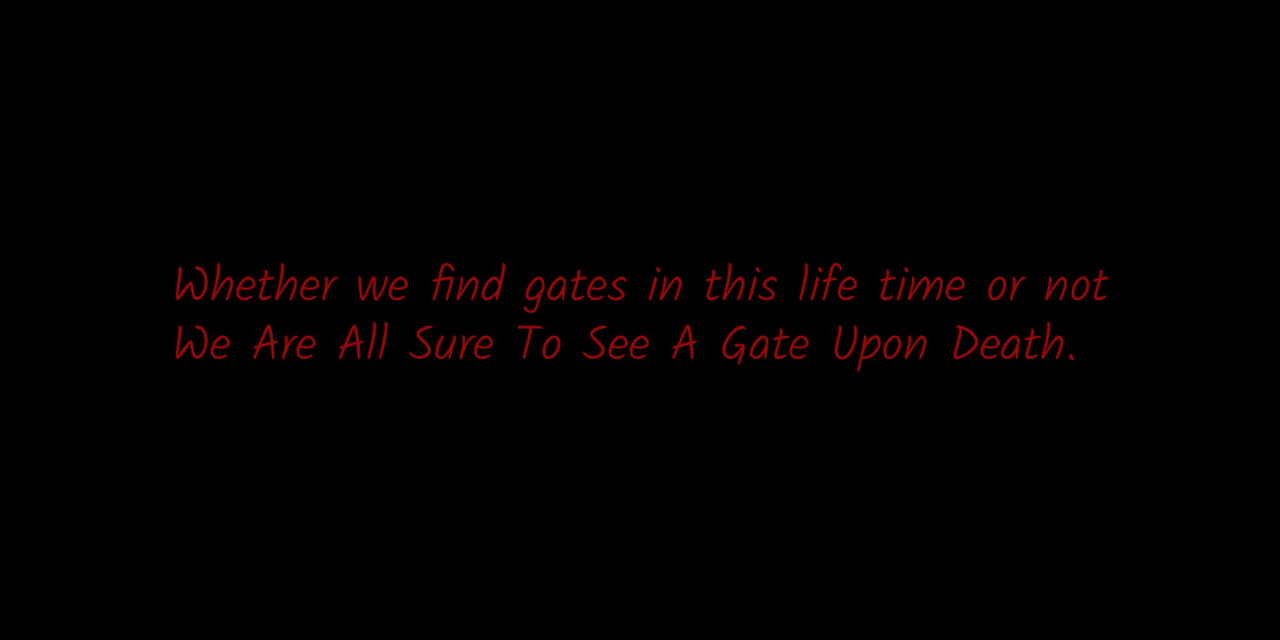 Whether we find gates in this life time or not
We Are All Sure To See A Gate Upon Death.